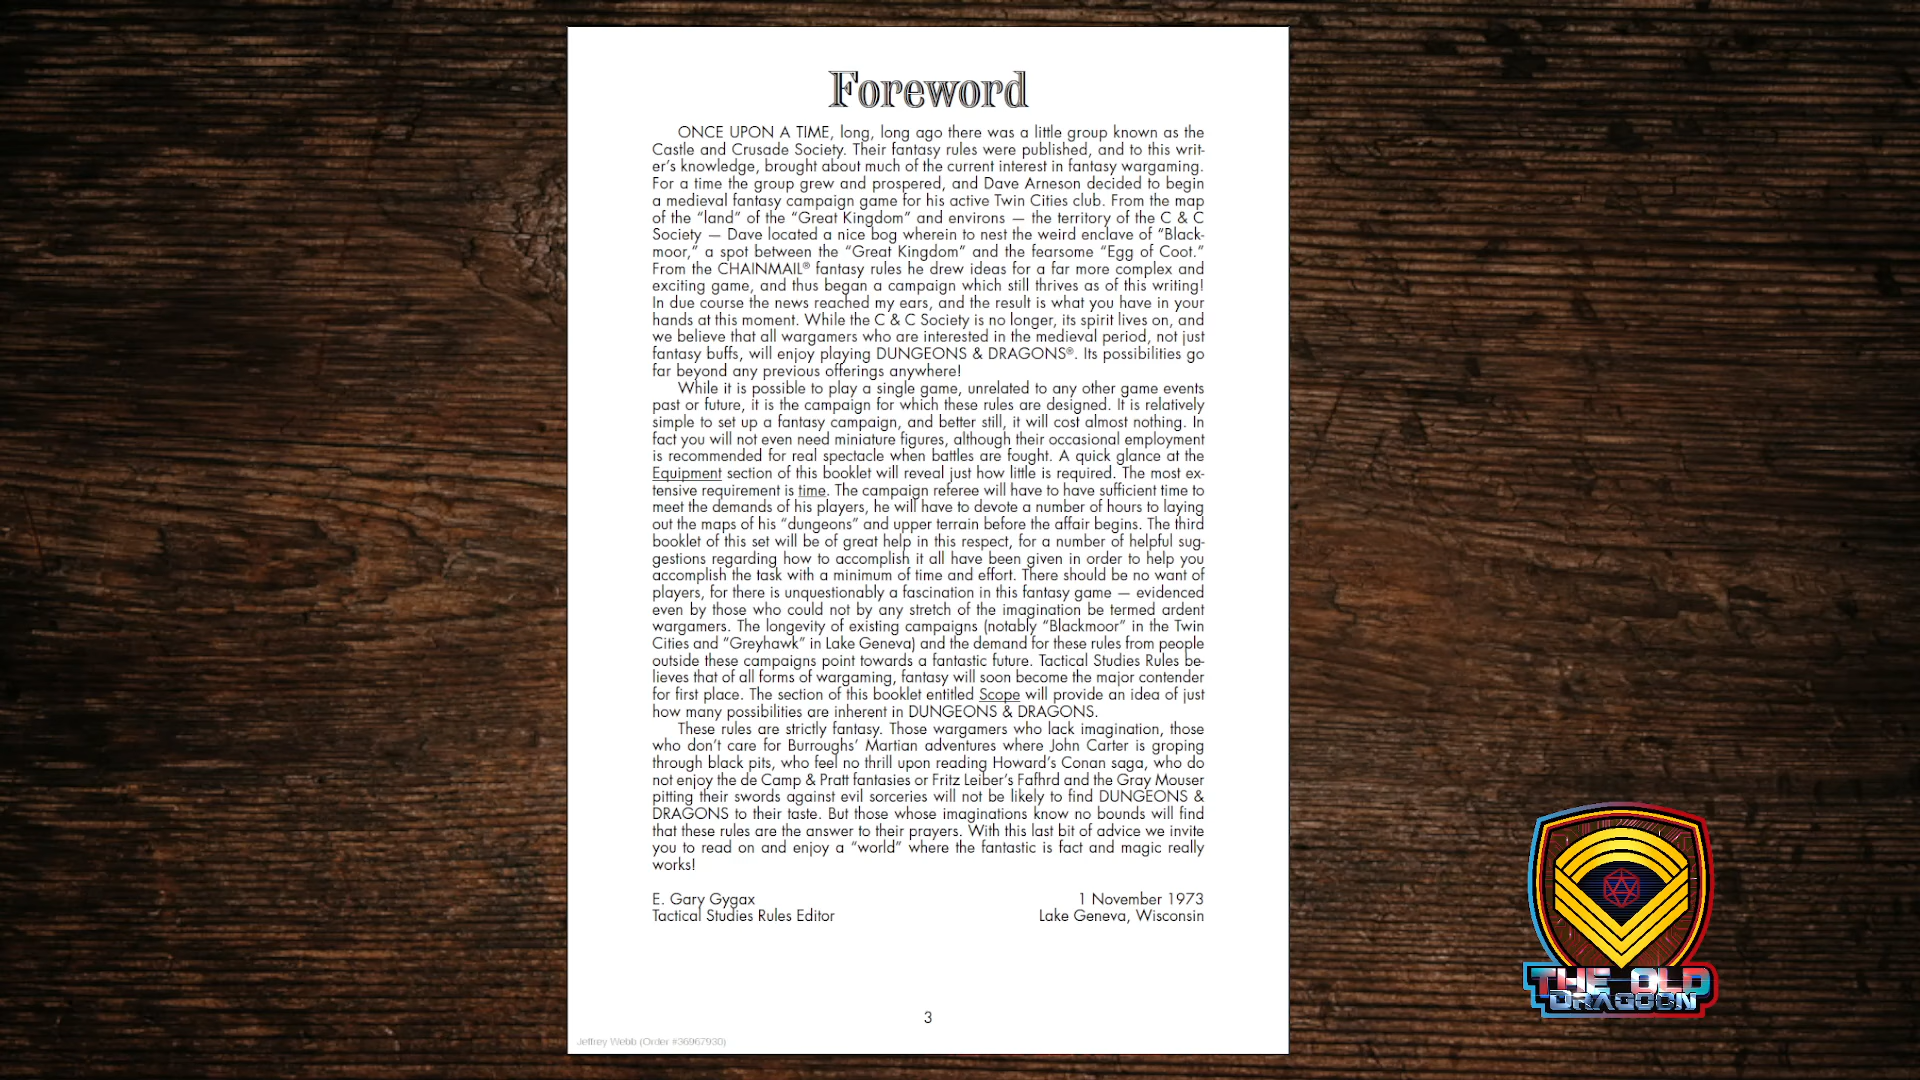 Foreword
ONCE UPON A TIME, long, long ago there was a little group known as the
Castle and Crusade Society. Their fantasy rules were published, and to this writ-
er's knowledge, brought about much of the current interest in fantasy wargaming.
For a time the group grew and prospered, and Dave Arneson decided to begin
a medieval fantasy campaign game for his active Twin Cities club. From the map
of the “land” of the “Great Kingdom” and environs — the territory of the C & C
Society — Dave located a nice bog wherein to nest the weird enclave of “Black-
moor,” a spot between the “Great Kingdom” and the fearsome “Egg of Coot.”
From the CHAINMAIL® fantasy rules he drew ideas for a far more complex and
exciting game, and thus began a campaign which still thrives as of this writing!
In due course the news reached my ears, and the result is what you have in your
hands at this moment. While the C & C Society is no longer, its spirit lives on, and
we believe that all wargamers who are interested in the medieval period, not just
fantasy buffs, will enjoy playing DUNGEONS & DRAGONS®. Its possibilities go
far beyond any previous offerings anywhere!
While it is possible to play a single game, unrelated to any other game events
past or future, it is the campaign for which these rules are designed. It is relatively
simple to set up a fantasy campaign, and better still, it will cost almost nothing. In
fact you will not even need miniature figures, although their occasional employment
is recommended for real spectacle when battles are fought. A quick glance at the
Equipment section of this booklet will reveal just how little is required. The most ex-
tensive requirement is time. The campaign referee will have to have sufficient time to
meet the demands of his players, he will have to devote a number of hours to laying
out the maps of his “dungeons” and upper terrain before the affair begins. The third
booklet of this set will be of great help in this respect, for a number of helpful sug-
gestions regarding how to accomplish it all have been given in order to help you
accomplish the task with a minimum of time and effort. There should be no want of
players, for there is unquestionably a fascination in this fantasy game — evidenced
even by those who could not by any stretch of the imagination be termed ardent
wargamers. The longevity of existing campaigns (notably “Blackmoor” in the Twin
Cities and “Greyhawk” in Lake Geneva) and the demand for these rules from people
outside these campaigns point towards a fantastic future. Tactical Studies Rules be-
lieves that of all forms of wargaming, fantasy will soon become the major contender
for first place. The section of this booklet entitled Scope will provide an idea of just
how many possibilities are inherent in DUNGEONS & DRAGONS.
These rules are strictly fantasy. Those wargamers who lack imagination, those
who don't care for Burroughs' Martian adventures where John Carter is groping
through black pits, who feel no thrill upon reading Howard's Conan saga, who do
not enjoy the de Camp & Pratt fantasies or Fritz Leiber's Fafhrd and the Gray Mouser
pitting their swords against evil sorceries will not be likely to find DUNGEONS &
DRAGONS to their taste. But those whose imaginations know no bounds will find
that these rules are the answer to their prayers. With this last bit of advice we invite
you to read on and enjoy a “world” where the fantastic is fact and magic really
works!
E. Gary Gygax
1 November 1973
Tactical Studies Rules Editor
Lake Geneva, Wisconsin
3
Jeffrey Webb (Order #36967930)
THE OLD
DRAGOON